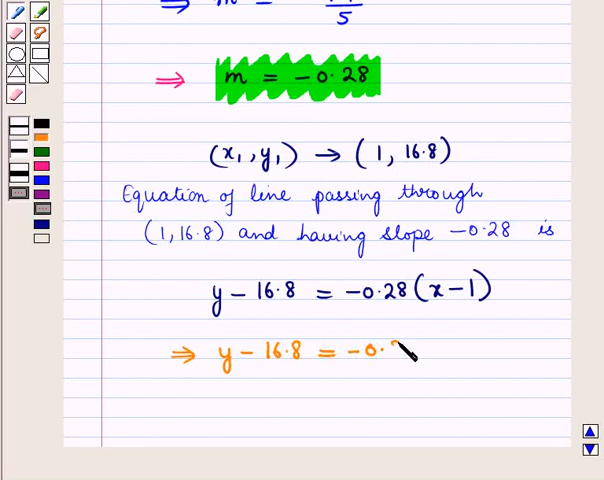 ⇒ m = 
5
⇒ m = -0.28
(x₁, y₁) → (1, 16.8)
Equation of line passing through
(1, 16.8) and having slope -0.28 is
y - 16.8 = -0.28(x - 1)
⇒ y - 16.8 = -0.